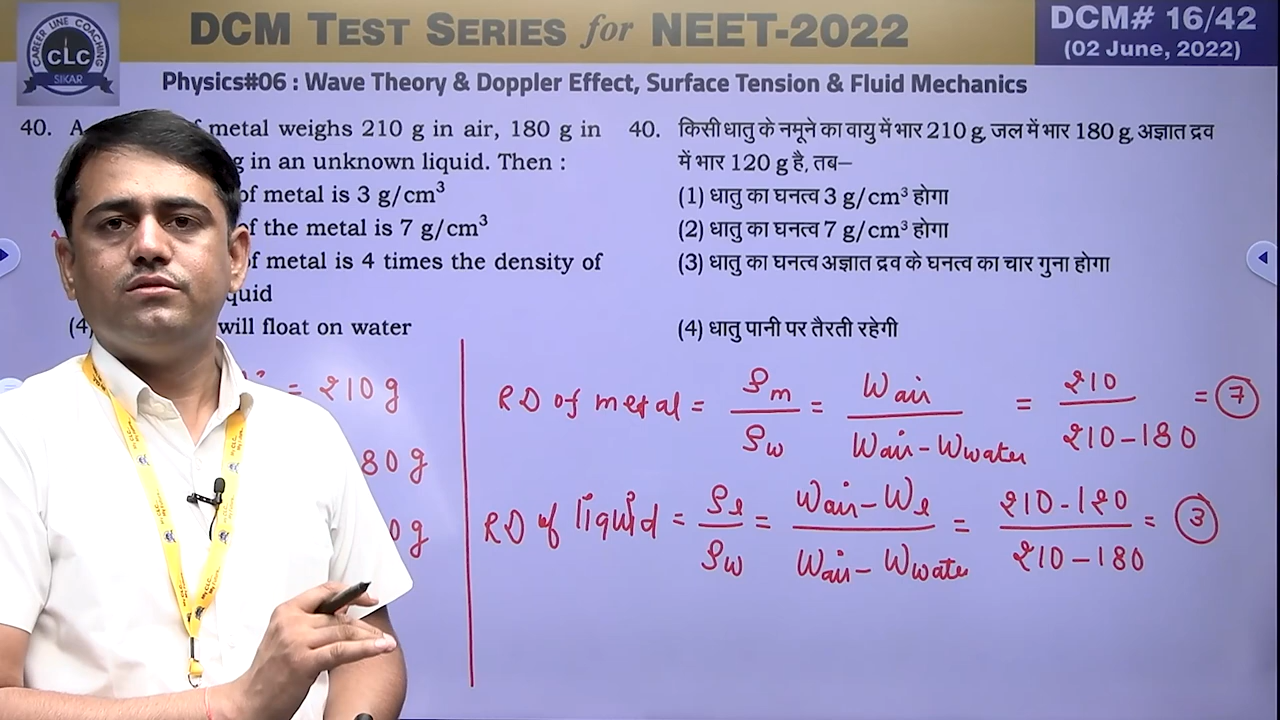 CAREER LINE COACHING
CLC
SIKAR
DCM TEST SERIES for NEET-2022
DCM# 16/42
(02 June, 2022)
Physics#06 : Wave Theory & Doppler Effect, Surface Tension & Fluid Mechanics
40. A of metal weighs 210 g in air, 180 g in
g in an unknown liquid. Then :
of metal is 3 g/cm³
of the metal is 7 g/cm³
of metal is 4 times the density of
quid
(4) will float on water
40. किसी धातु के नमूने का वायु में भार 210 g, जल में भार 180 g, अज्ञात द्रव
में भार 120 g है, तब–
(1) धातु का घनत्व 3 g/cm³ होगा
(2) धातु का घनत्व 7 g/cm³ होगा
(3) धातु का घनत्व अज्ञात द्रव के घनत्व का चार गुना होगा
(4) धातु पानी पर तैरती रहेगी
= 210 g
80 g
0 g
RD of metal = ρm / ρw = Wair / Wair - Wwater = 210 / 210 - 180 = 7
RD of liquid = ρl / ρw = Wair - Wl / Wair - Wwater = 210 - 120 / 210 - 180 = 3